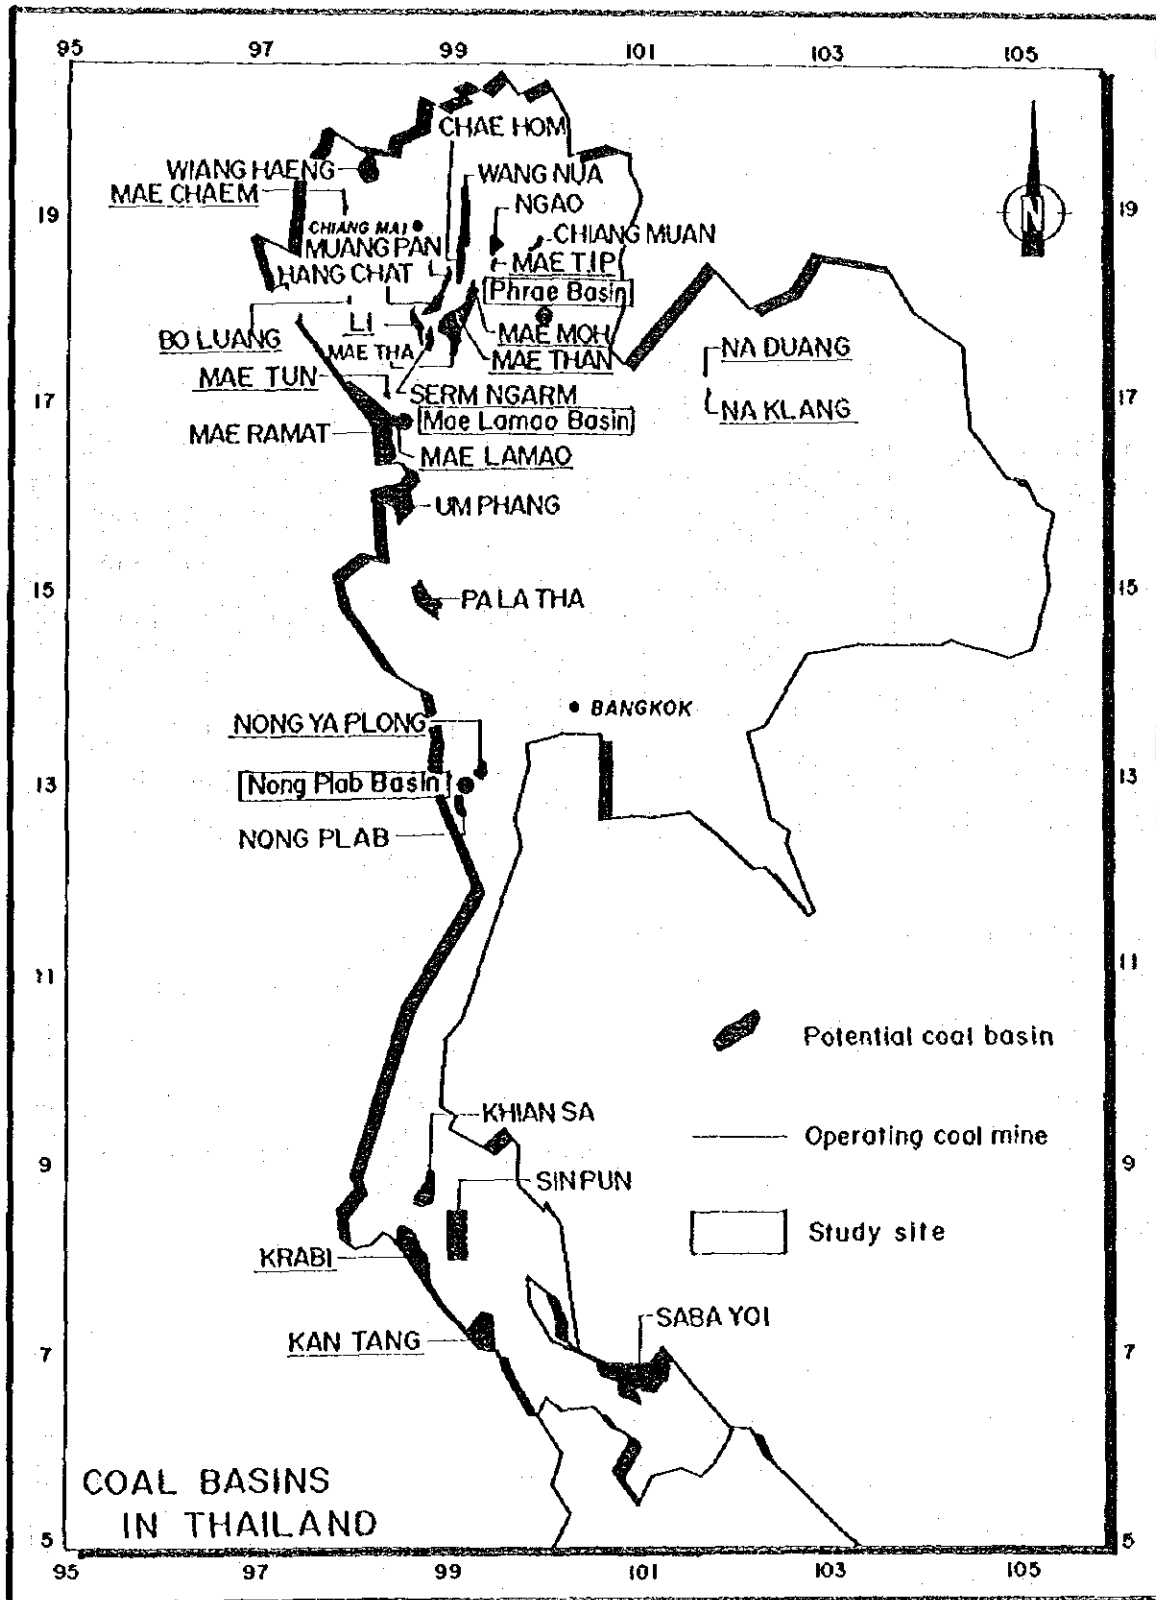 95 97 99 101 103 105
CHAE HOM
WIANG HAENG
WANG NUA
MAE CHAEM
NGAO
19 19
CHIANG MAI
CHIANG MUAN
MUANG PAN
MAE TIP
HANG CHAT
Phrae Basin
LI
MAE MOH
BO LUANG
MAE THA
MAE THAN
NA DUANG
MAE TUN
SERM NGARM
17 17
Mae Lamao Basin
NA KLANG
MAE RAMAT
MAE LAMAO
UM PHANG
15 15
PA LA THA
BANGKOK
NONG YA PLONG
13 13
Nong Plab Basin
NONG PLAB
11 11
Potential coal basin
KHIAN SA
Operating coal mine
9 9
SIN PUN
Study site
KRABI
SABA YOI
KAN TANG
7 7
COAL BASINS
IN THAILAND
5 5
95 97 99 101 103 105
N